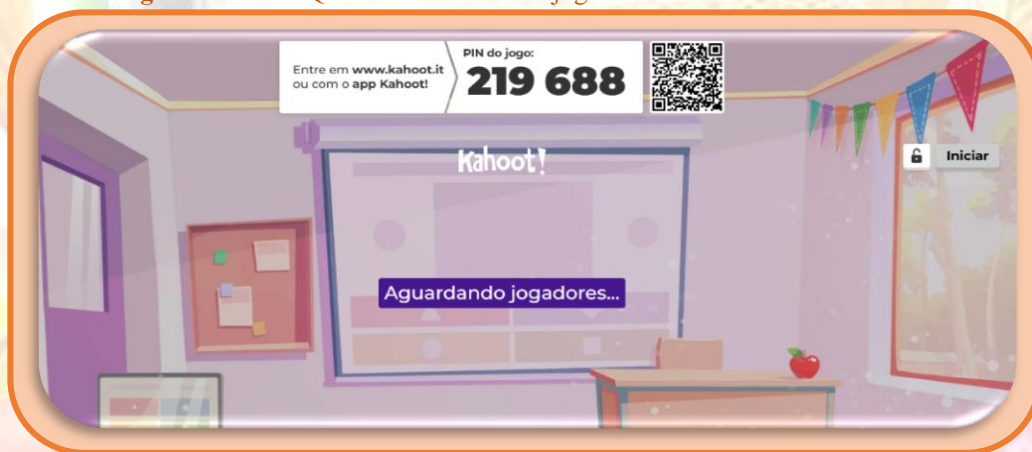 Entre em www.kahoot.it
ou com o app Kahoot!
PIN do jogo:
219 688
Kahoot!
Iniciar
Aguardando jogadores...